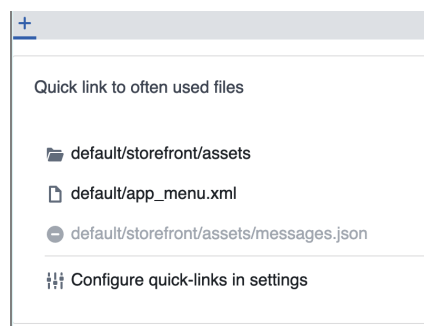 Quick link to often used files
default/storefront/assets
default/app_menu.xml
default/storefront/assets/messages.json
Configure quick-links in settings